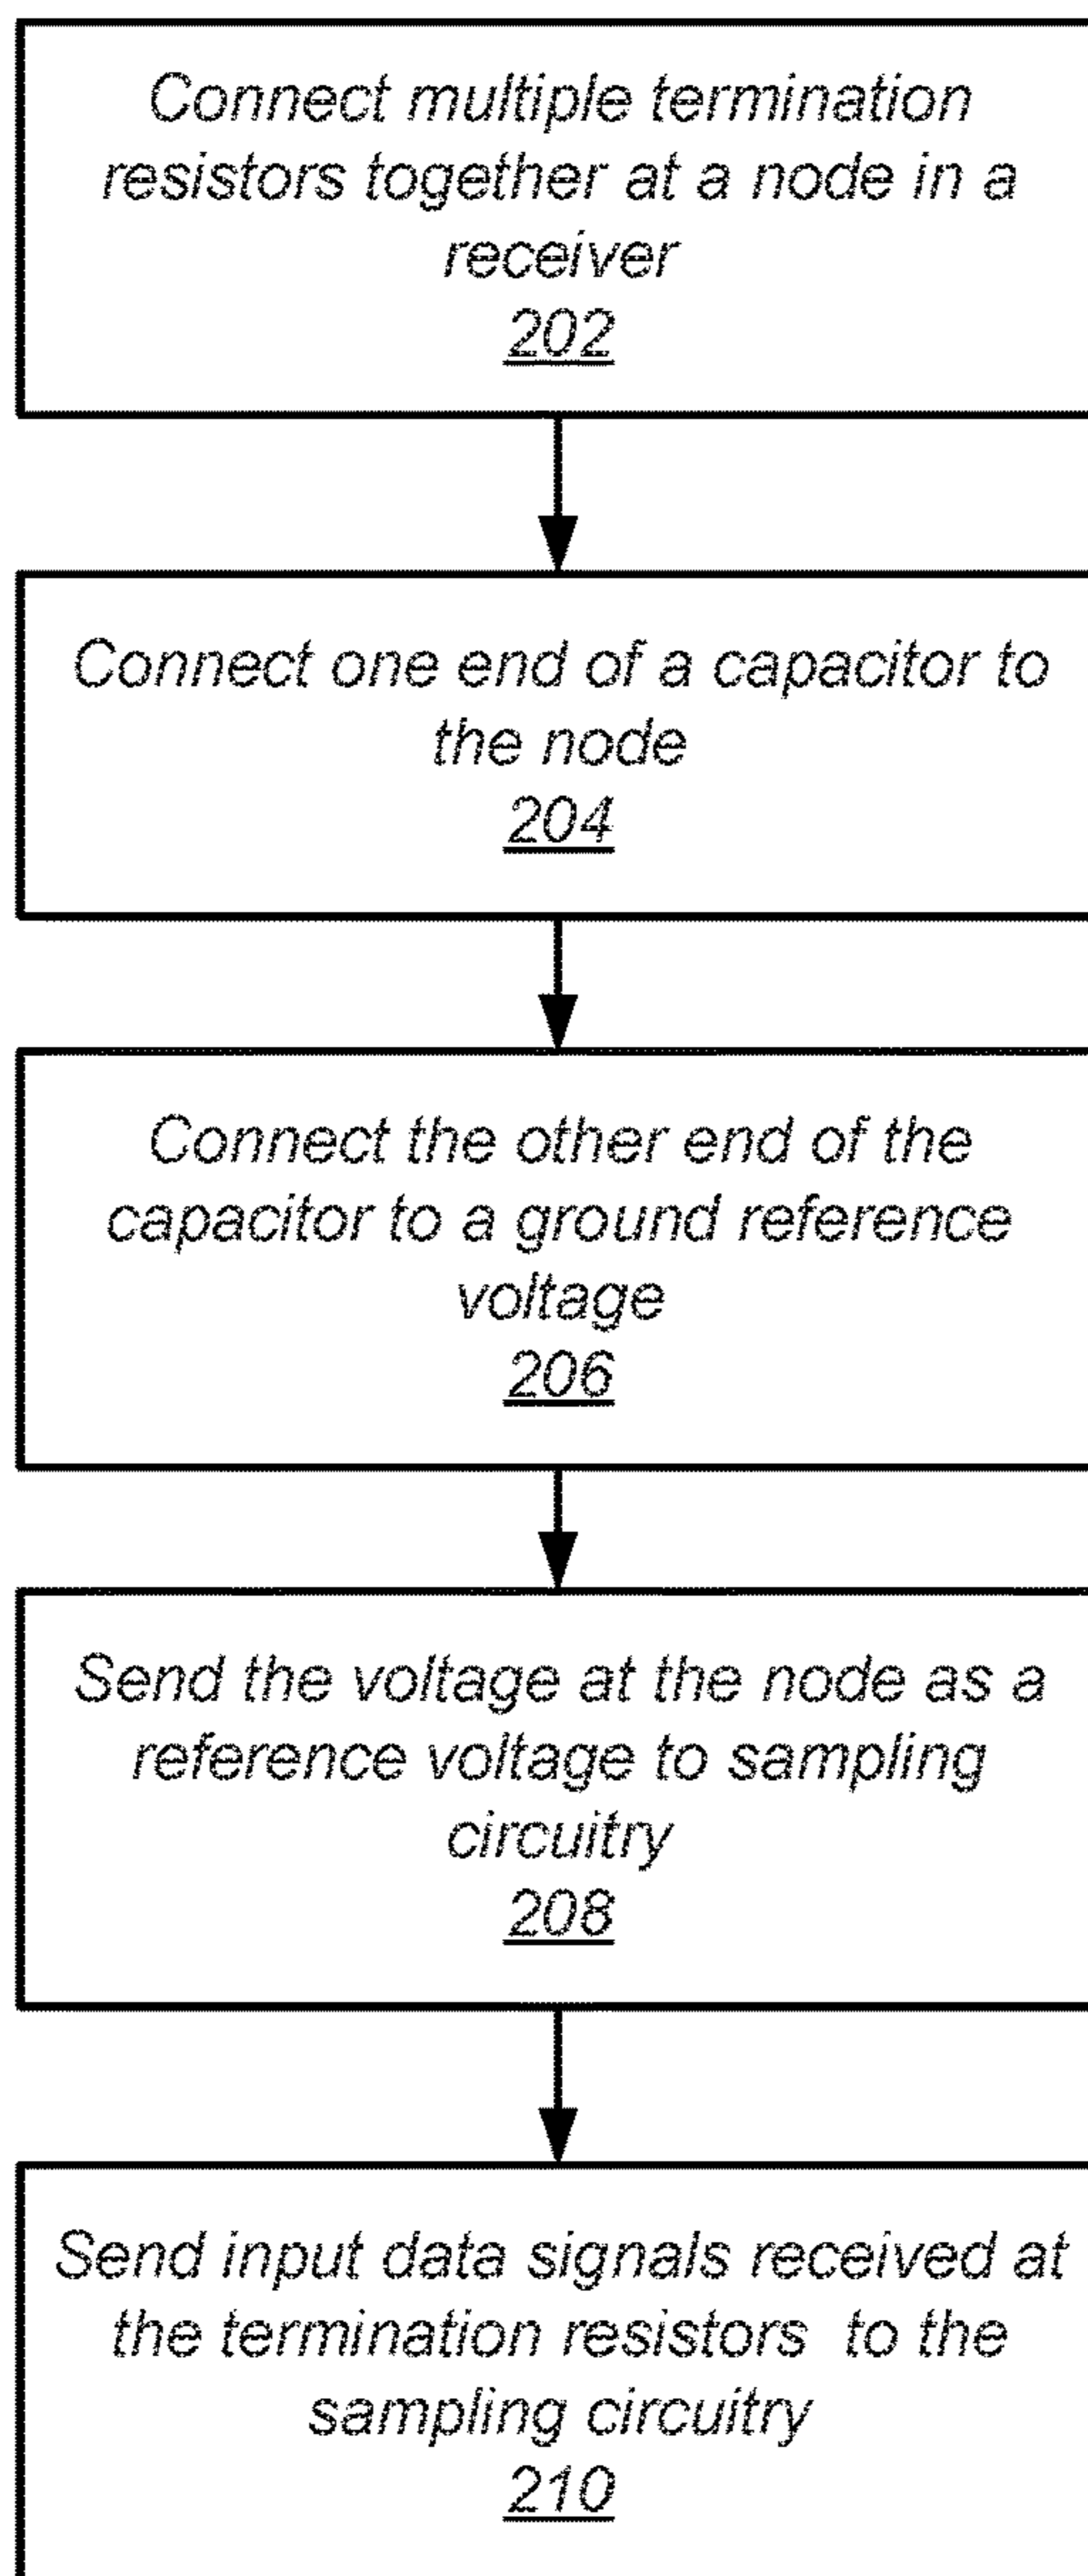 Connect multiple termination
resistors together at a node in a
receiver
202
Connect one end of a capacitor to
the node
204
Connect the other end of the
capacitor to a ground reference
voltage
206
Send the voltage at the node as a
reference voltage to sampling
circuitry
208
Send input data signals received at
the termination resistors to the
sampling circuitry
210